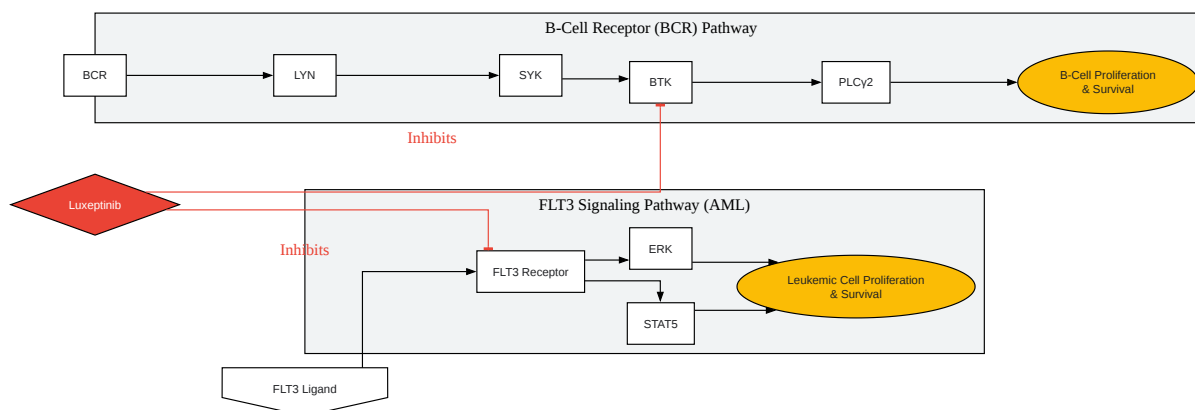 B-Cell Receptor (BCR) Pathway
BCR
LYN
SYK
BTK
PLCγ2
B-Cell Proliferation
& Survival
Inhibits
Luxeptinib
FLT3 Signaling Pathway (AML)
Inhibits
FLT3 Receptor
ERK
STAT5
Leukemic Cell Proliferation
& Survival
FLT3 Ligand